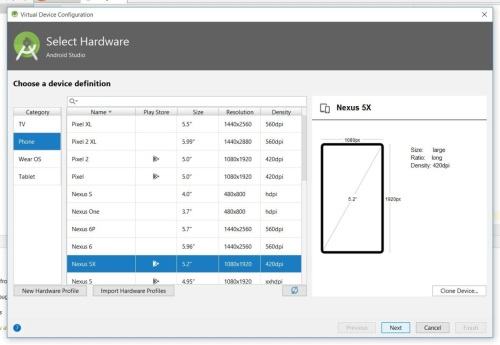 Virtual Device Configuration
Select Hardware
Android Studio
Choose a device definition
Category
TV
Phone
Wear OS
Tablet
Name Play Store Size Resolution Density
Pixel XL 5.5" 1440x2560 560dpi
Pixel 2 XL 5.99" 1440x2880 560dpi
Pixel 2 5.0" 1080x1920 420dpi
Pixel 5.0" 1080x1920 420dpi
Nexus S 4.0" 480x800 hdpi
Nexus One 3.7" 480x800 hdpi
Nexus 6P 5.7" 1440x2560 560dpi
Nexus 6 5.96" 1440x2560 560dpi
Nexus 5X 5.2" 1080x1920 420dpi
Nexus 5 4.95" 1080x1920 xxhdpi
New Hardware Profile
Import Hardware Profiles
Nexus 5X
1080px
5.2"
1920px
Size: large
Ratio: long
Density: 420dpi
Clone Device...
Previous
Next
Cancel
Finish